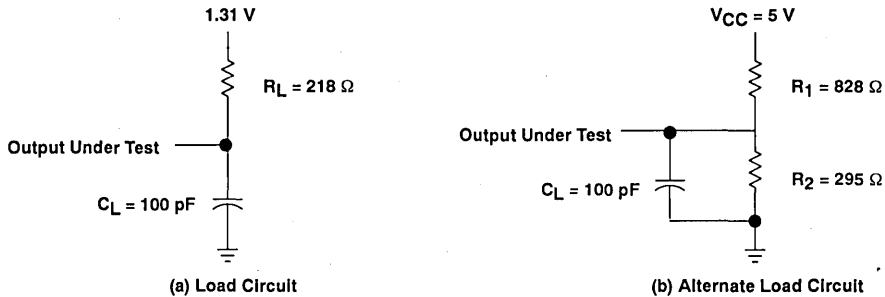 1.31 V
R_L = 218 Ω
Output Under Test
C_L = 100 pF
(a) Load Circuit
V_CC = 5 V
R_1 = 828 Ω
Output Under Test
C_L = 100 pF
R_2 = 295 Ω
(b) Alternate Load Circuit